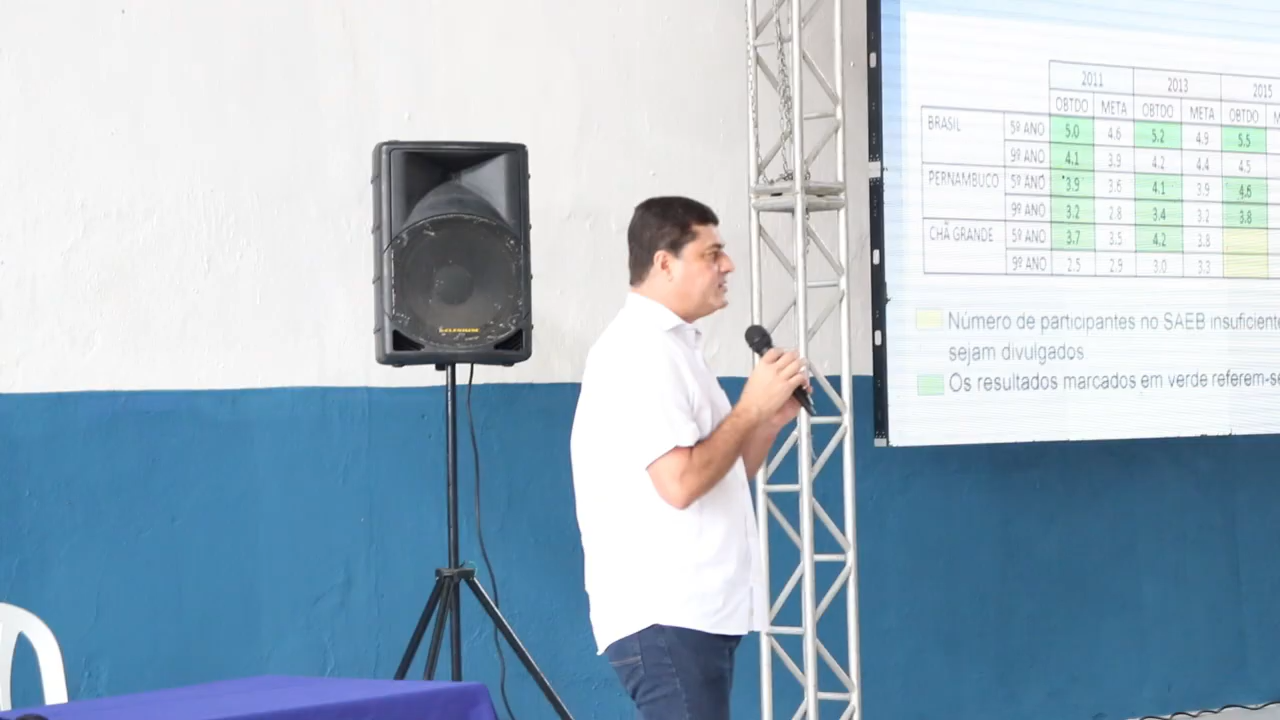 2011 2013 2015
OBTDO META OBTDO META OBTDO
BRASIL 5º ANO 5.0 4.6 5.2 4.9 5.5
9º ANO 4.1 3.9 4.2 4.4 4.5
PERNAMBUCO 5º ANO 3.9 3.6 4.1 3.9 4.6
9º ANO 3.2 2.8 3.4 3.2 3.8
CHÃ GRANDE 5º ANO 3.7 3.5 4.2 3.8
9º ANO 2.5 2.9 3.0 3.3
Número de participantes no SAEB insuficient
sejam divulgados
Os resultados marcados em verde referem-se
SELENIUM